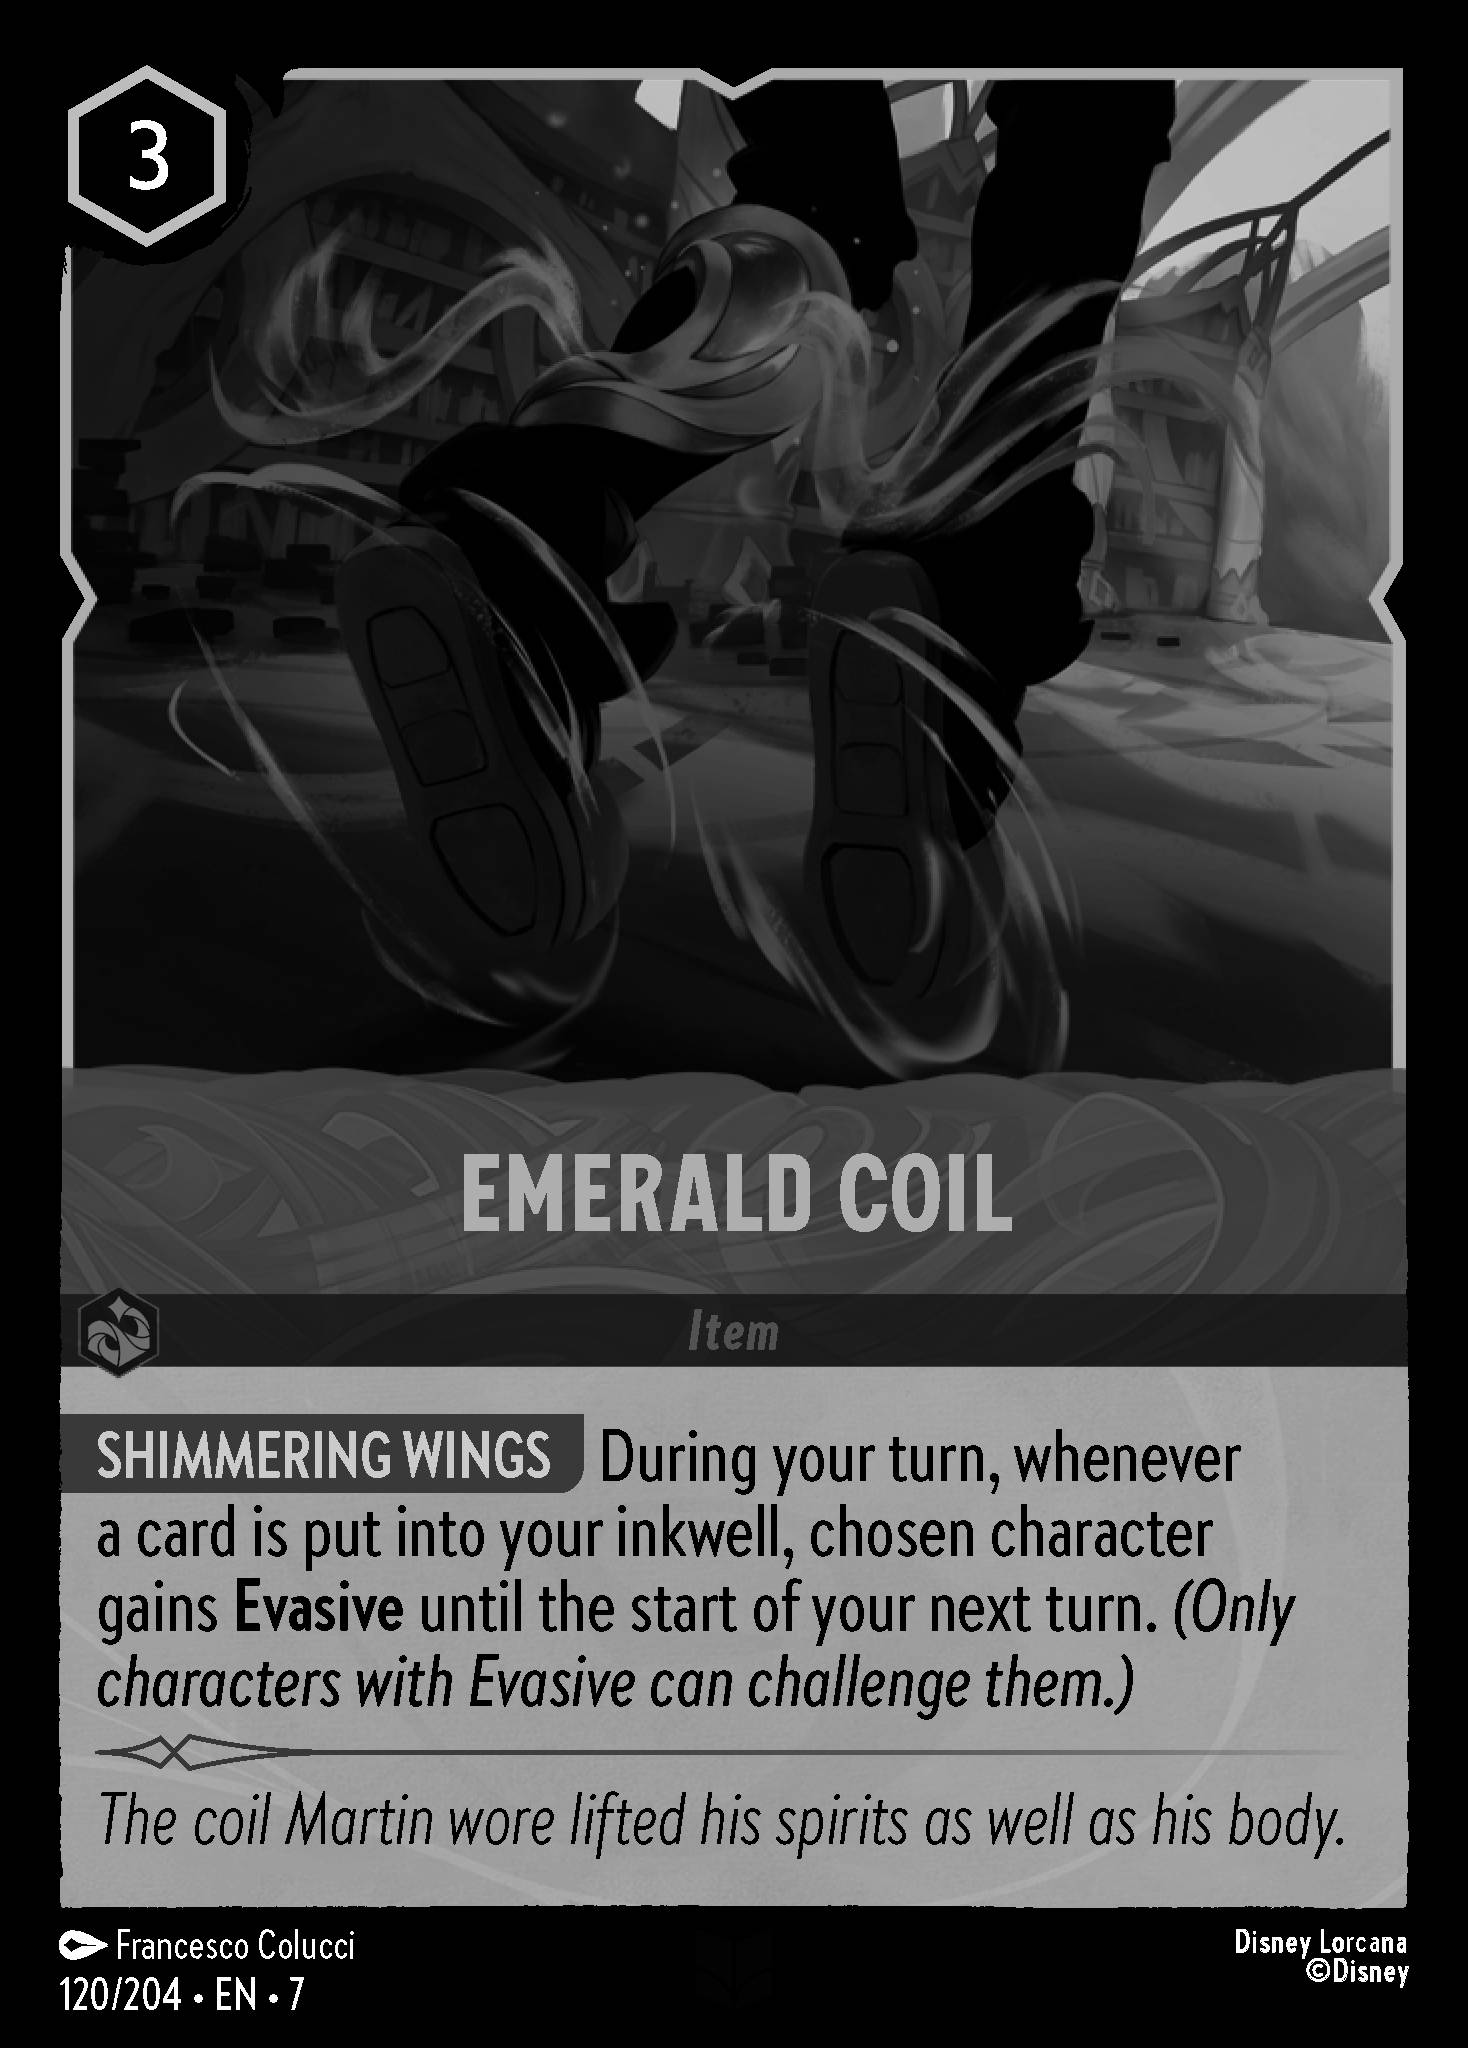 3
EMERALD COIL
Item
SHIMMERING WINGS During your turn, whenever
a card is put into your inkwell, chosen character
gains Evasive until the start of your next turn. (Only
characters with Evasive can challenge them.)
The coil Martin wore lifted his spirits as well as his body.
Francesco Colucci
120/204 • EN • 7
Disney Lorcana
©Disney